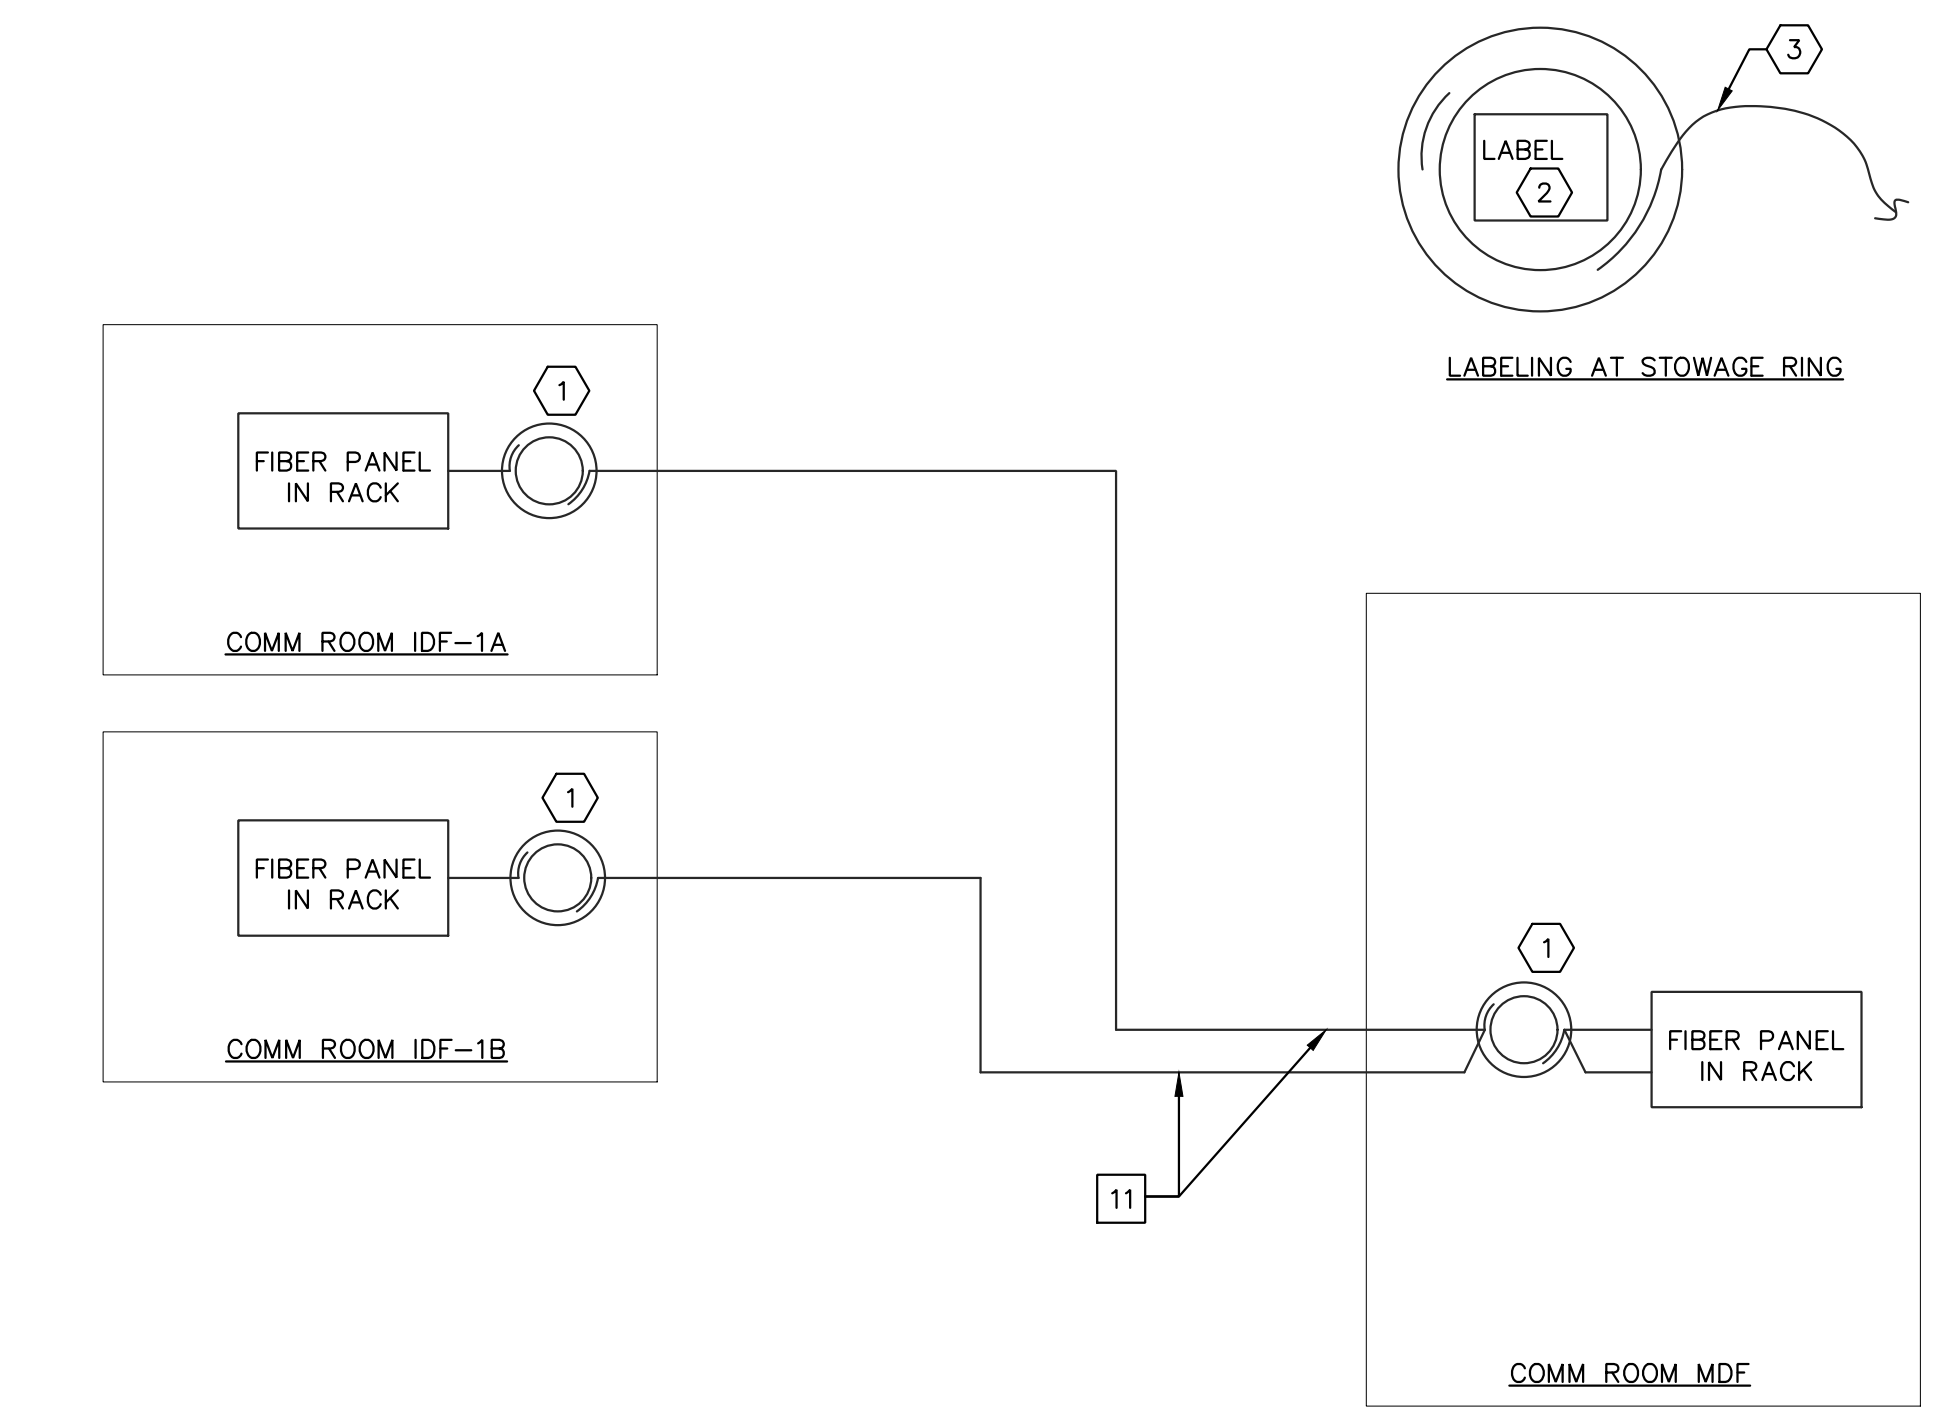 3
LABEL
2
LABELING AT STOWAGE RING
1
FIBER PANEL
IN RACK
COMM ROOM IDF-1A
1
FIBER PANEL
IN RACK
COMM ROOM IDF-1B
1
FIBER PANEL
IN RACK
11
COMM ROOM MDF